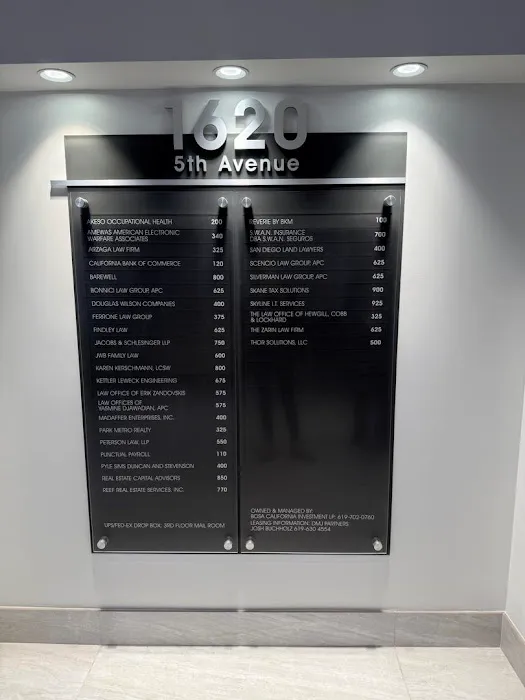 1620
5th Avenue
AKESO OCCUPATIONAL HEALTH 200
AMEWAS AMERICAN ELECTRONIC
WARFARE ASSOCIATES 340
ARZAGA LAW FIRM 325
CALIFORNIA BANK OF COMMERCE 120
BAREWELL 800
BONNICI LAW GROUP, APC 625
DOUGLAS WILSON COMPANIES 400
FERRONE LAW GROUP 375
FINDLEY LAW 625
JACOBS & SCHLESINGER LLP 750
JWB FAMILY LAW 600
KAREN KERSCHMANN, LCSW 800
KETTLER LEWECK ENGINEERING 675
LAW OFFICE OF ERIK ZANDOVSKIS 575
LAW OFFICES OF
YASMINE DJAWADIAN, APC 575
MADAFFER ENTERPRISES, INC. 400
PARK METRO REALTY 325
PETERSON LAW, LLP 550
PUNCTUAL PAYROLL 110
PYLE SIMS DUNCAN AND STEVENSON 400
REAL ESTATE CAPITAL ADVISORS 850
REEF REAL ESTATE SERVICES, INC. 770
UPS/FED-EX DROP BOX: 3RD FLOOR MAIL ROOM
REVERIE BY BKM 100
S.W.A.N. INSURANCE
DBA S.W.A.N. SEGUROS 700
SAN DIEGO LAND LAWYERS 400
SCENCIO LAW GROUP, APC 625
SILVERMAN LAW GROUP, APC 625
SKANE TAX SOLUTIONS 900
SKYLINE I.T. SERVICES 925
THE LAW OFFICE OF HEWGILL, COBB
& LOCKHARD 325
THE ZARIN LAW FIRM 625
THOR SOLUTIONS, LLC 500
OWNED & MANAGED BY:
BOSA CALIFORNIA INVESTMENT LP: 619-702-0760
LEASING INFORMATION: DMJ PARTNERS
JOSH BUCHHOLZ 619-630-4554